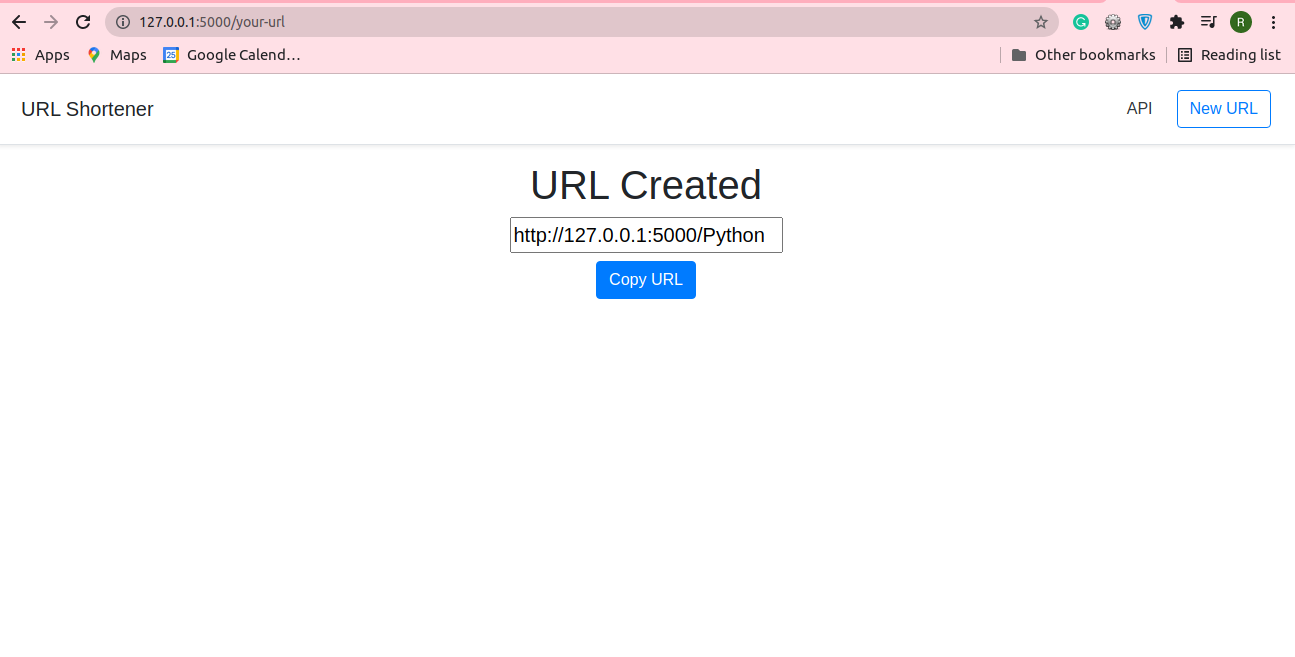 127.0.0.1:5000/your-url
R
Apps Maps 25 Google Calend... Other bookmarks Reading list
URL Shortener API New URL
URL Created
http://127.0.0.1:5000/Python
Copy URL